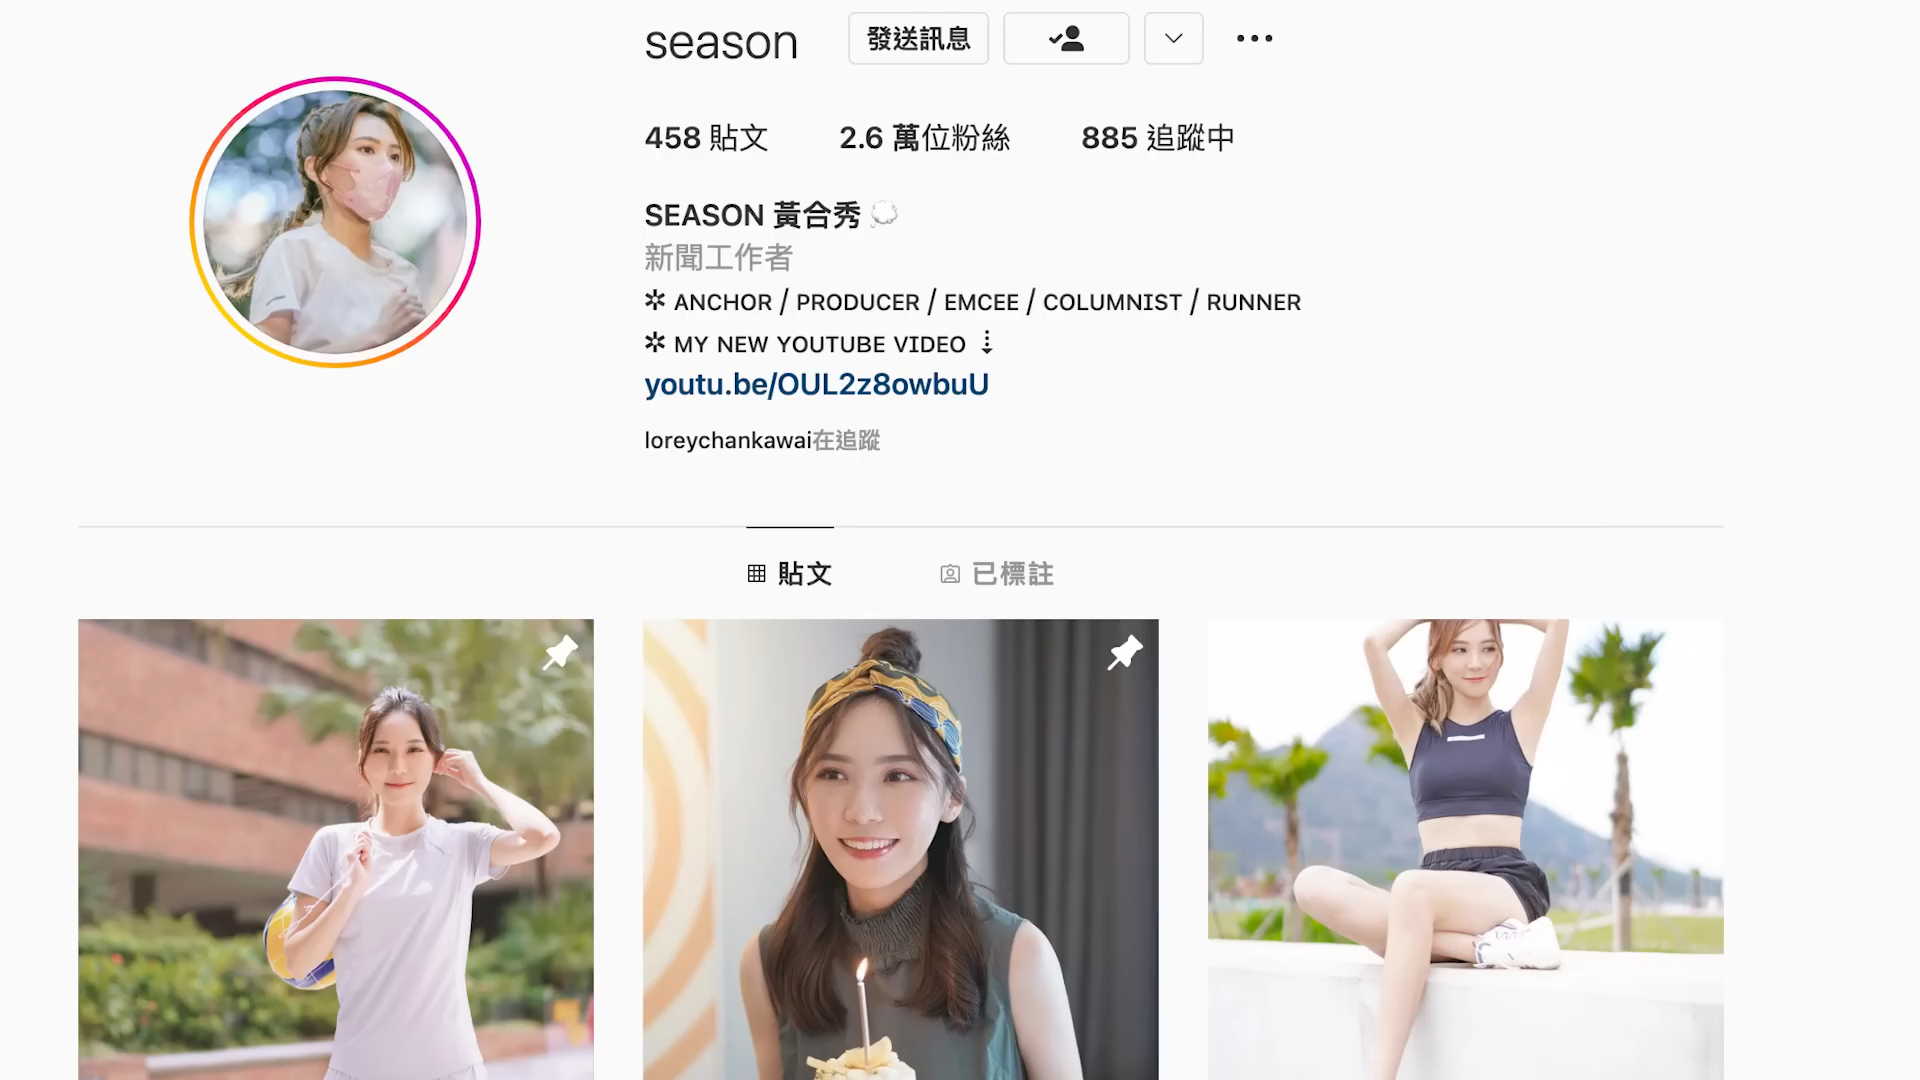 season 發送訊息
458 貼文 2.6 萬位粉絲 885 追蹤中
SEASON 黃合秀
新聞工作者
✲ ANCHOR / PRODUCER / EMCEE / COLUMNIST / RUNNER
✲ MY NEW YOUTUBE VIDEO ⇣
youtu.be/OUL2z8owbuU
loreychankawai在追蹤
貼文 已標註